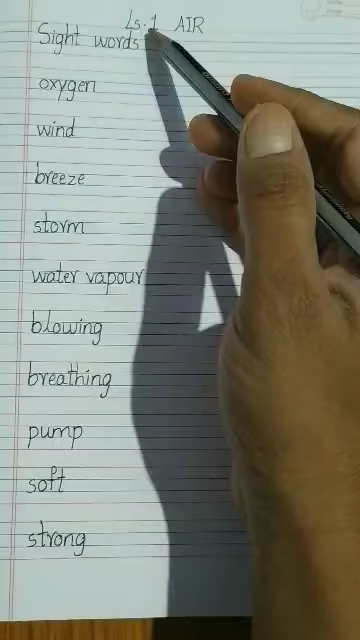 Ls.1 AIR
Sight words
oxygen
wind
breeze
storm
water vapour
blowing
breathing
pump
soft
strong